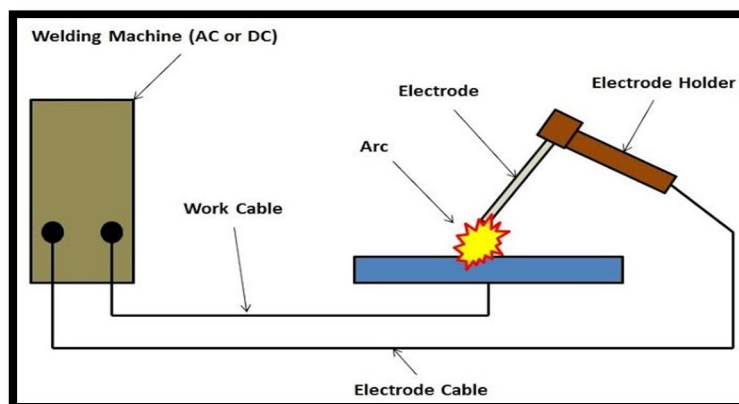 Welding Machine (AC or DC)
Electrode
Electrode Holder
Arc
Work Cable
Electrode Cable